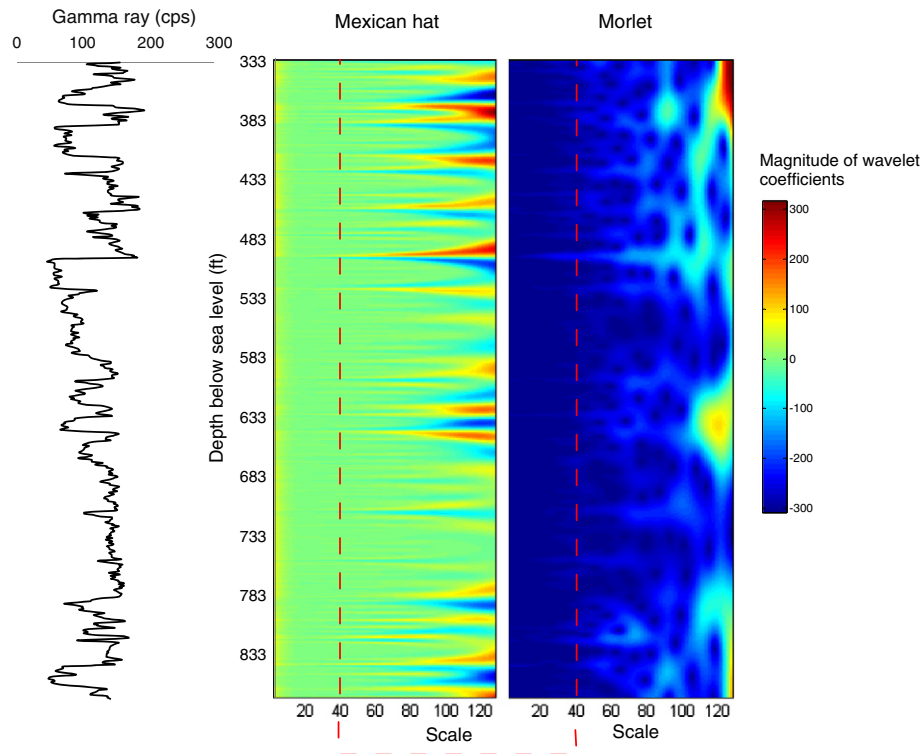 Gamma ray (cps)
0 100 200 300
Mexican hat
Morlet
Depth below sea level (ft)
333
383
433
483
533
583
633
683
733
783
833
20 40 60 80 100 120
Scale
20 40 60 80 100 120
Scale
Magnitude of wavelet
coefficients
300
200
100
0
-100
-200
-300